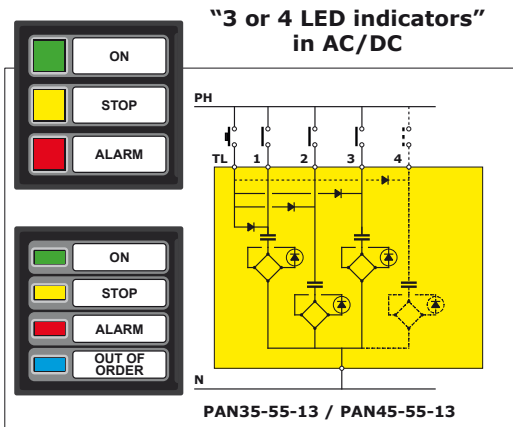 “3 or 4 LED indicators”
in AC/DC
ON
STOP
ALARM
PH
TL 1 2 3 4
ON
STOP
ALARM
OUT OF
ORDER
N
PAN35-55-13 / PAN45-55-13